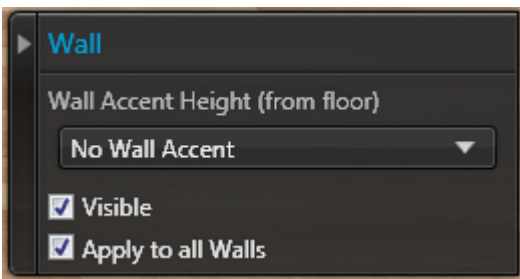 Wall
Wall Accent Height (from floor)
No Wall Accent
Visible
Apply to all Walls